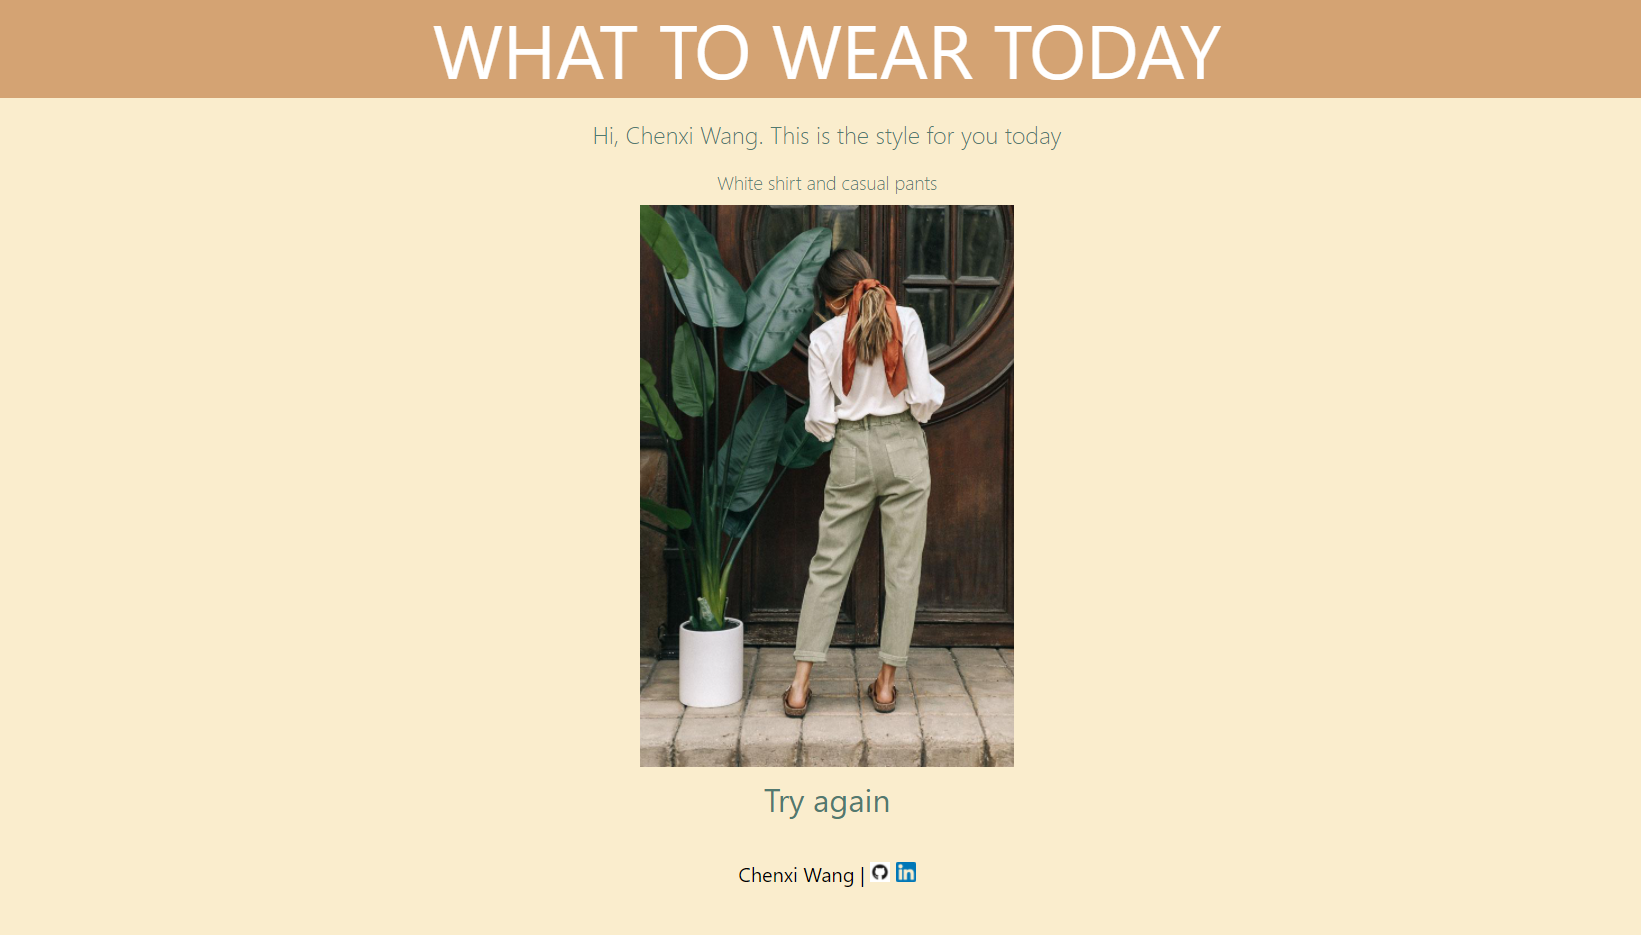 WHAT TO WEAR TODAY
Hi, Chenxi Wang. This is the style for you today
White shirt and casual pants
Try again
Chenxi Wang | in